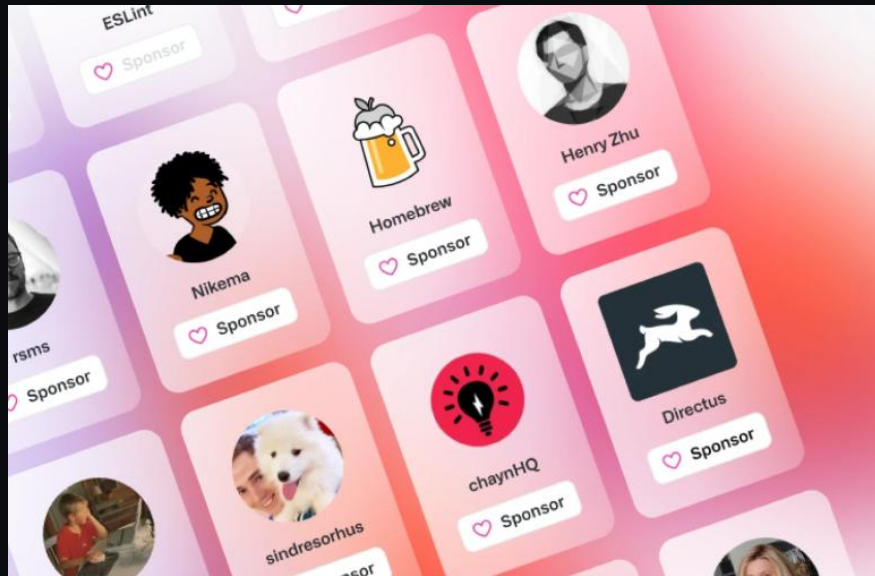 ESLint
Sponsor
Henry Zhu
Sponsor
Homebrew
Sponsor
Nikema
Sponsor
rsms
Sponsor
Directus
Sponsor
chaynHQ
Sponsor
sindresorhus